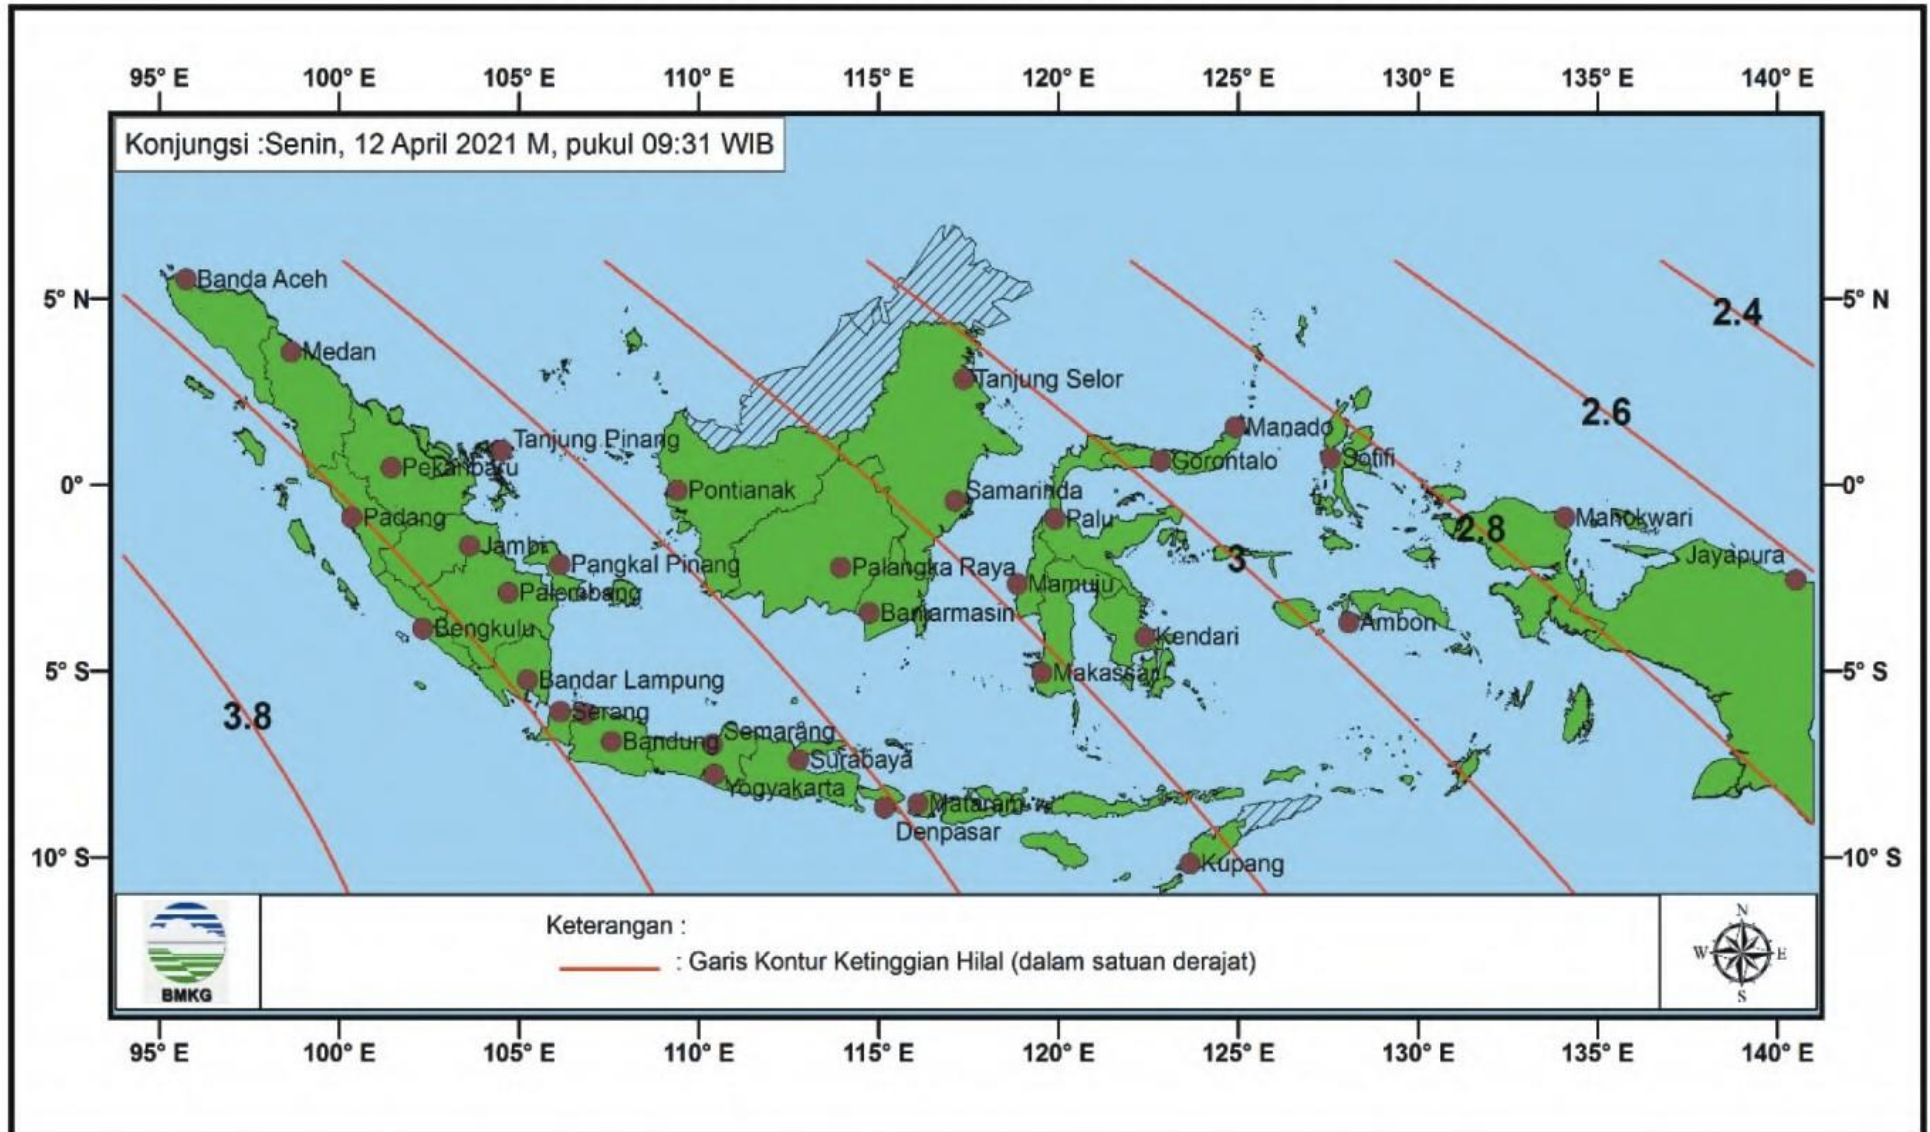 95° E 100° E 105° E 110° E 115° E 120° E 125° E 130° E 135° E 140° E
Konjungsi :Senin, 12 April 2021 M, pukul 09:31 WIB
Banda Aceh
5° N 5° N
2.4
Medan
Tanjung Selor
2.6
Manado
Tanjung Pinang
Sofifi
Gorontalo
Pekanbaru
0° 0°
Pontianak
Samarinda
Padang
Palu
Manokwari
2.8
Jambi
Jayapura
3
Pangkal Pinang
Palangka Raya
Mamuju
Palembang
Banjarmasin
Ambon
Bengkulu
Kendari
5° S 5° S
Makassar
Bandar Lampung
Serang
3.8
Semarang
Bandung
Surabaya
Yogyakarta
Mataram
Denpasar
10° S 10° S
Kupang
Keterangan :
: Garis Kontur Ketinggian Hilal (dalam satuan derajat)
BMKG
N
W E
S
95° E 100° E 105° E 110° E 115° E 120° E 125° E 130° E 135° E 140° E